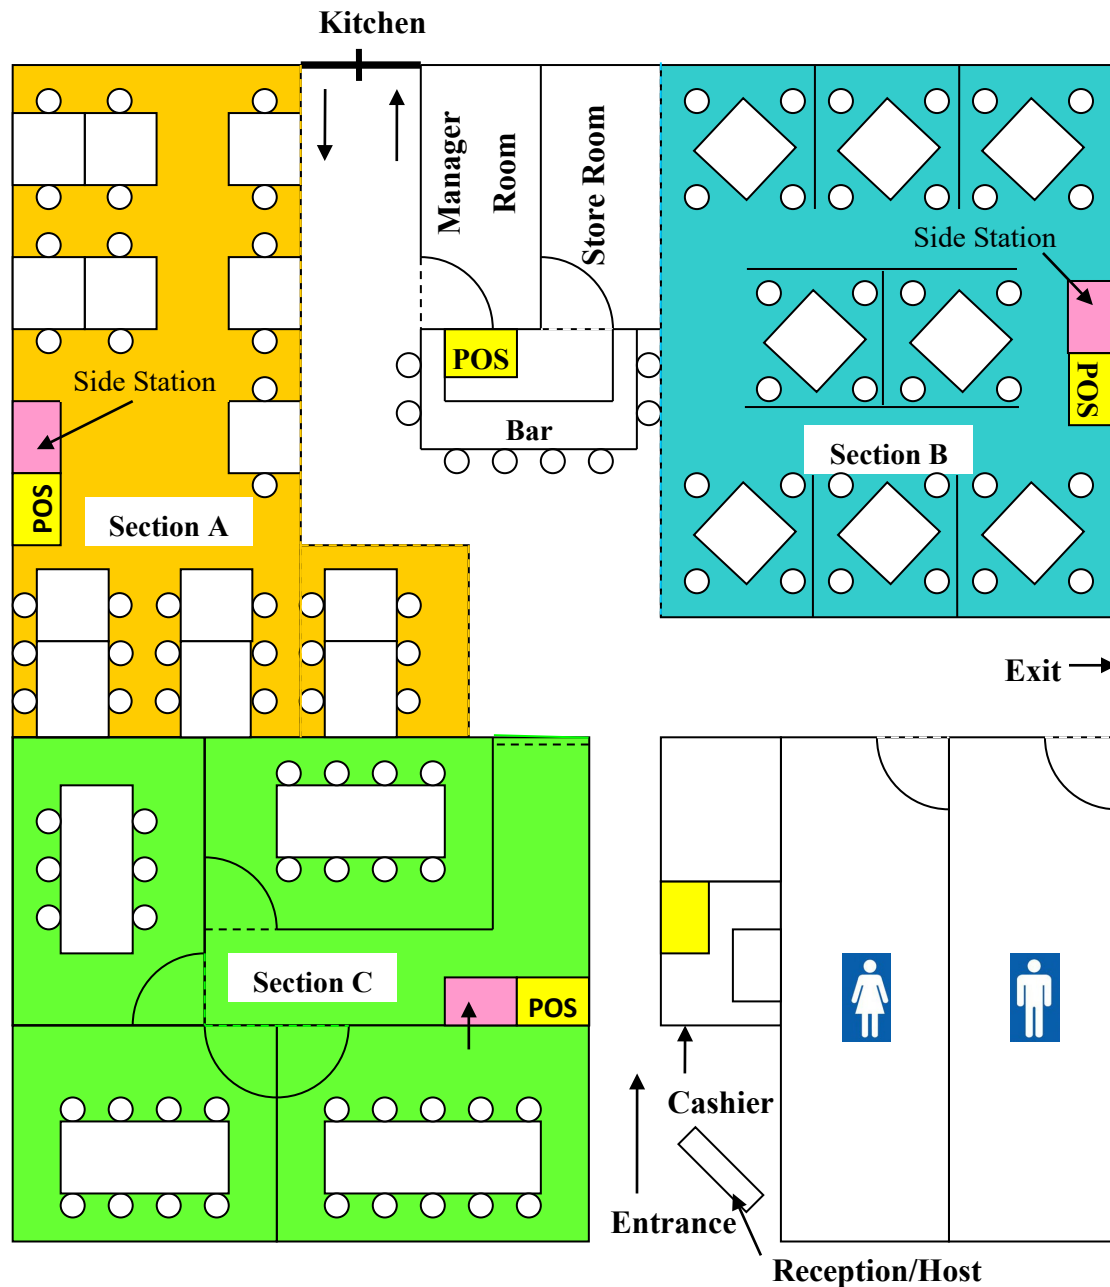 Kitchen
Manager
Room
Store Room
Side Station
POS
POS
Side Station
Bar
Section B
POS
Section A
Exit
Section C
POS
Cashier
Entrance
Reception/Host